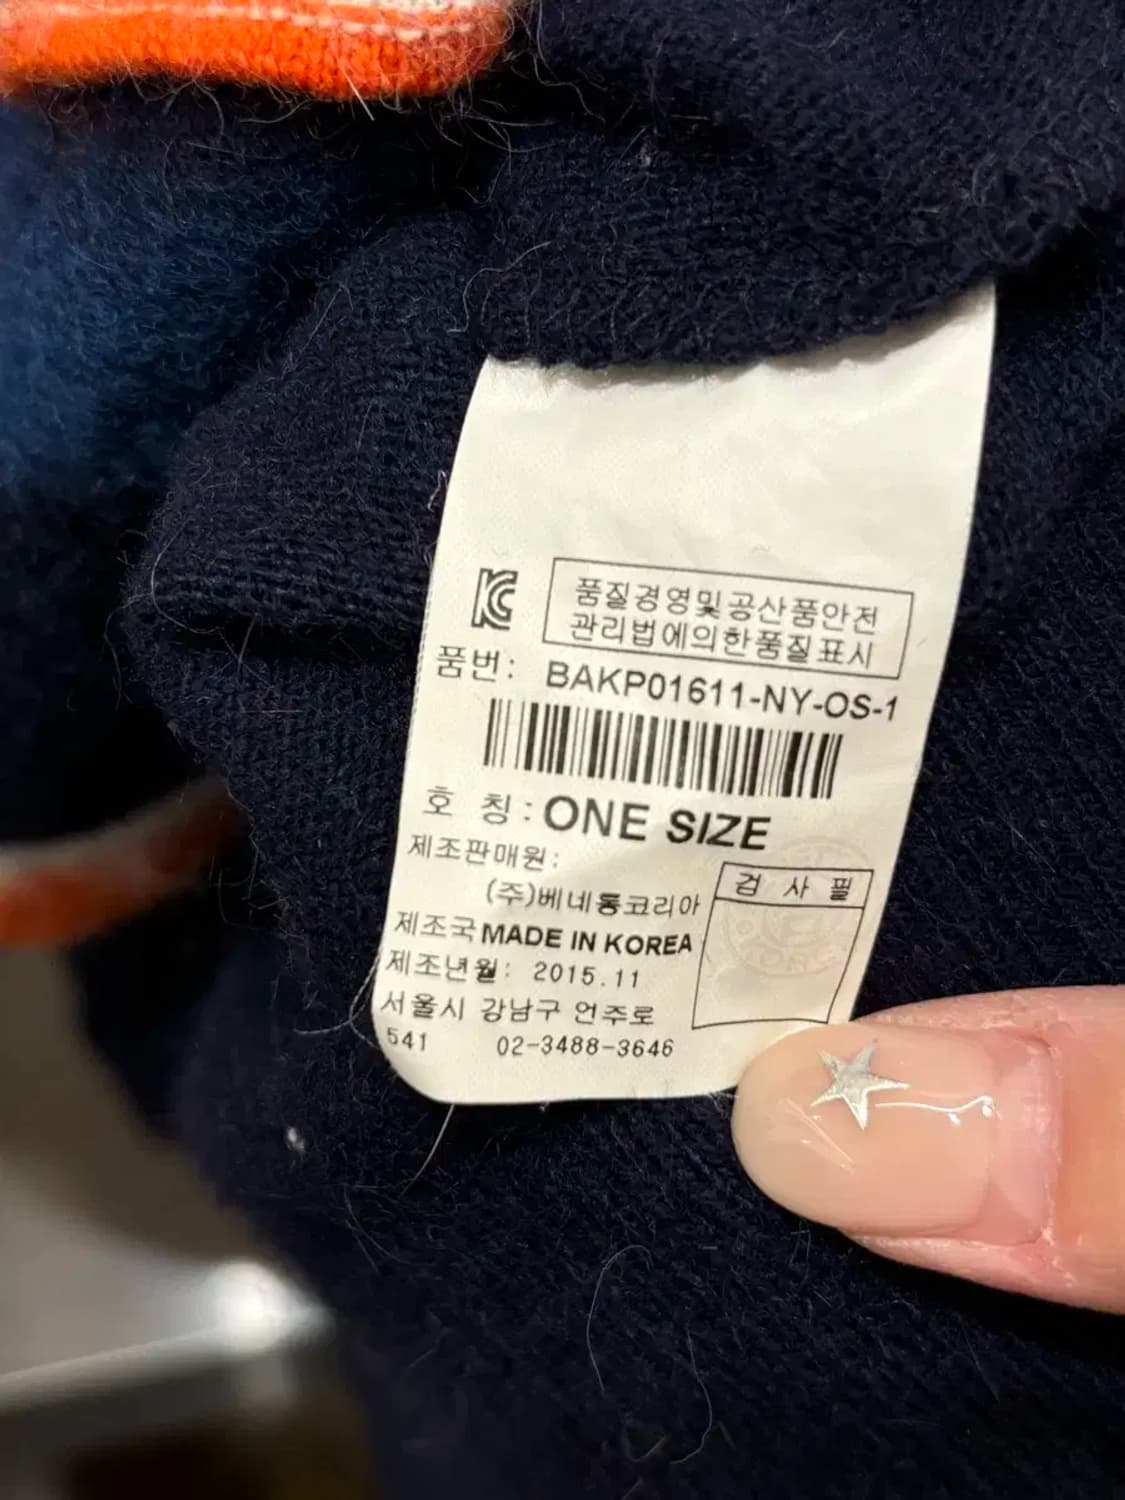 KC
품질경영및공산품안전
관리법에의한품질표시
품번: BAKP01611-NY-OS-1
호 칭: ONE SIZE
제조판매원:
(주)베네통코리아
검 사 필
제조국 MADE IN KOREA
제조년월: 2015.11
서울시 강남구 언주로
541 02-3488-3646